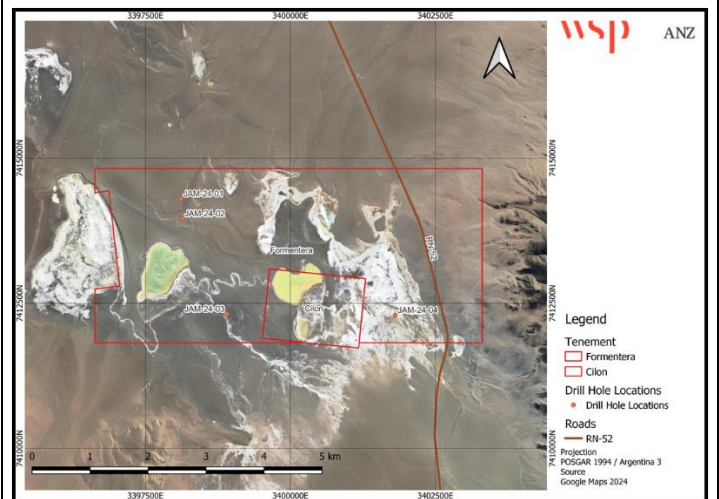 3397500E
3400000E
3402500E
wsp
ANZ
7415000N
7415000N
JAM-24-01
JAM-24-02
Formentera
RN-52
7412500N
7412500N
JAM-24-03
Cilon
JAM-24-04
7410000N
7410000N
0 1 2 3 4 5 km
3397500E
3400000E
3402500E
Legend
Tenement
Formentera
Cilon
Drill Hole Locations
Drill Hole Locations
Roads
RN-52
Projection
POSGAR 1994 / Argentina 3
Source
Google Maps 2024